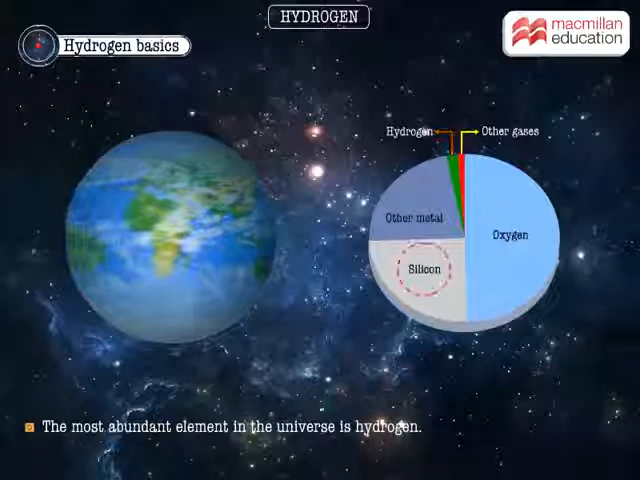 HYDROGEN
macmillan
education
Hydrogen basics
Hydrogen
Other gases
Other metal
Oxygen
Silicon
The most abundant element in the universe is hydrogen.